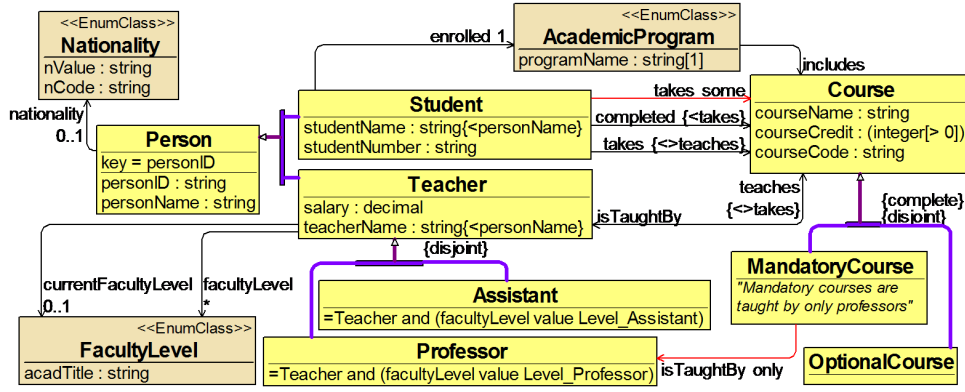 <<EnumClass>>
Nationality
nValue : string
nCode : string
nationality
0..1
Person
key = personID
personID : string
personName : string
enrolled 1
<<EnumClass>>
AcademicProgram
programName : string[1]
includes
Student
studentName : string{<personName}
studentNumber : string
takes some
completed {<takes}
takes {<>teaches}
Course
courseName : string
courseCredit : (integer[> 0])
courseCode : string
Teacher
salary : decimal
teacherName : string{<personName}
isTaughtBy
teaches
{<>takes}
{complete}
{disjoint}
{disjoint}
currentFacultyLevel
0..1
facultyLevel
*
<<EnumClass>>
FacultyLevel
acadTitle : string
Assistant
=Teacher and (facultyLevel value Level_Assistant)
Professor
=Teacher and (facultyLevel value Level_Professor)
MandatoryCourse
"Mandatory courses are
taught by only professors"
isTaughtBy only
OptionalCourse